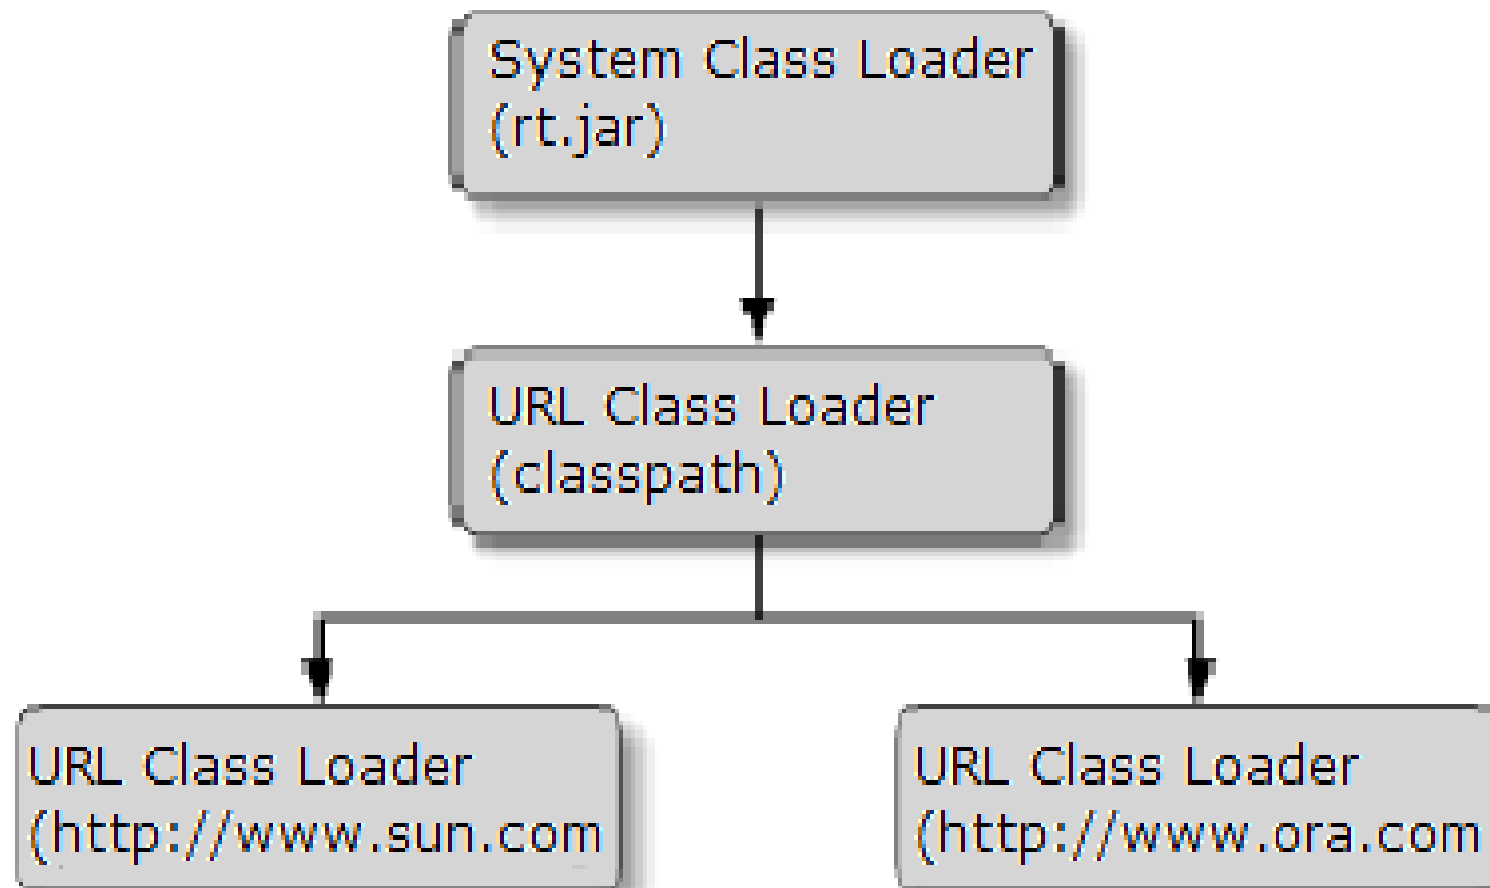 System Class Loader
(rt.jar)
URL Class Loader
(classpath)
URL Class Loader
(http://www.sun.com
URL Class Loader
(http://www.ora.com